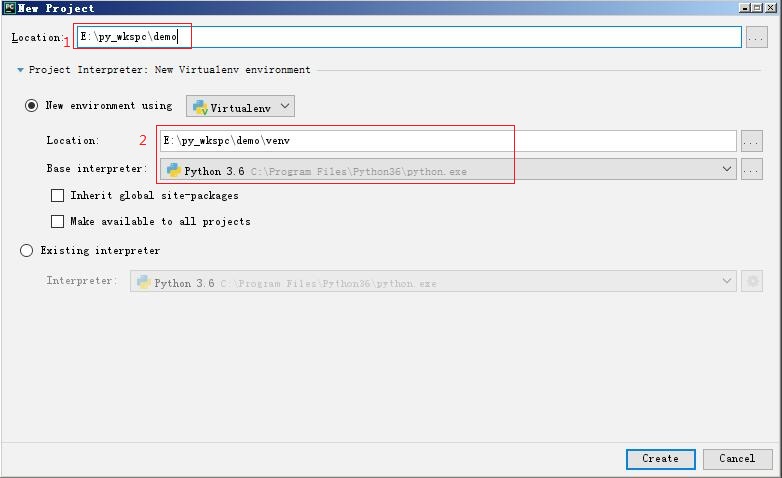 New Project
Location: E:\py_wkspc\demo ...
1
Project Interpreter: New Virtualenv environment
New environment using Virtualenv
2
Location: E:\py_wkspc\demo\venv ...
Base interpreter: Python 3.6 C:\Program Files\Python36\python.exe ...
Inherit global site-packages
Make available to all projects
Existing interpreter
Interpreter: Python 3.6 C:\Program Files\Python36\python.exe
Create Cancel